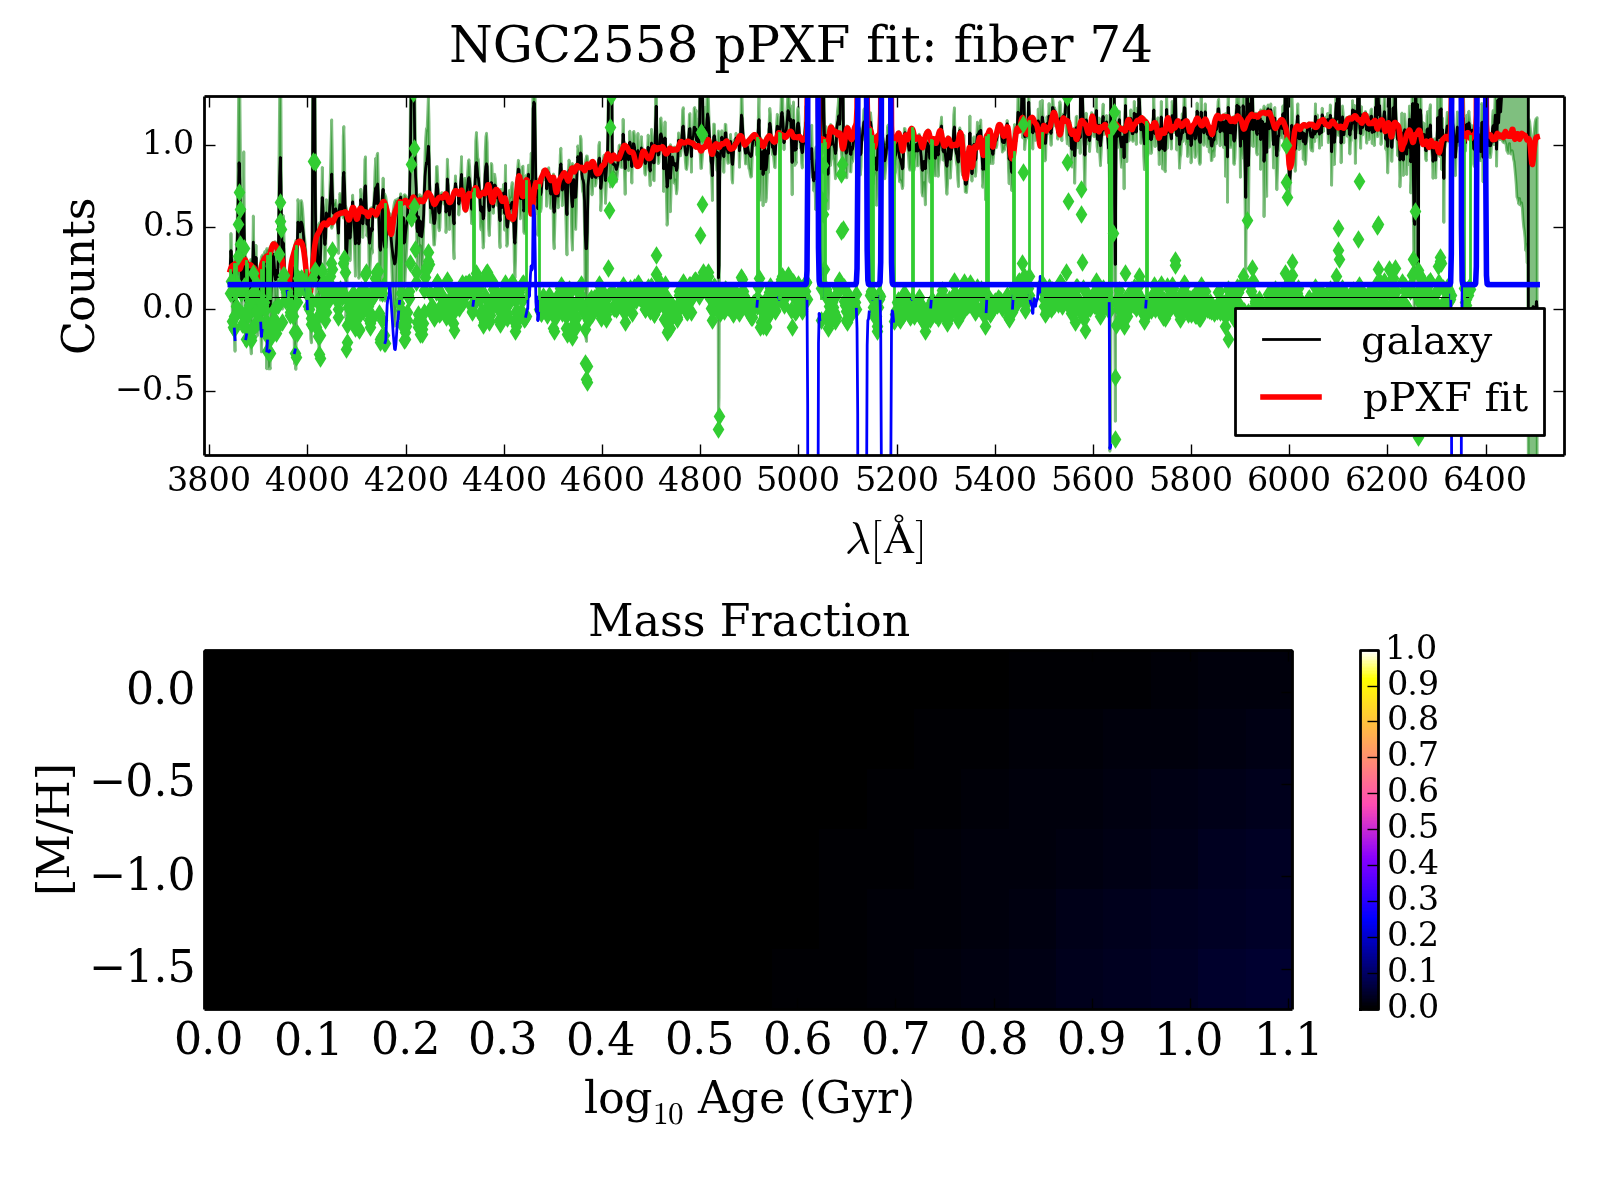 NGC2558 pPXF fit: fiber 74
Counts
1.0
0.5
0.0
−0.5
galaxy
pPXF fit
3800 4000 4200 4400 4600 4800 5000 5200 5400 5600 5800 6000 6200 6400
λ[Å]
Mass Fraction
[M/H]
0.0
−0.5
−1.0
−1.5
0.0 0.1 0.2 0.3 0.4 0.5 0.6 0.7 0.8 0.9 1.0 1.1
log₁₀ Age (Gyr)
1.0
0.9
0.8
0.7
0.6
0.5
0.4
0.3
0.2
0.1
0.0